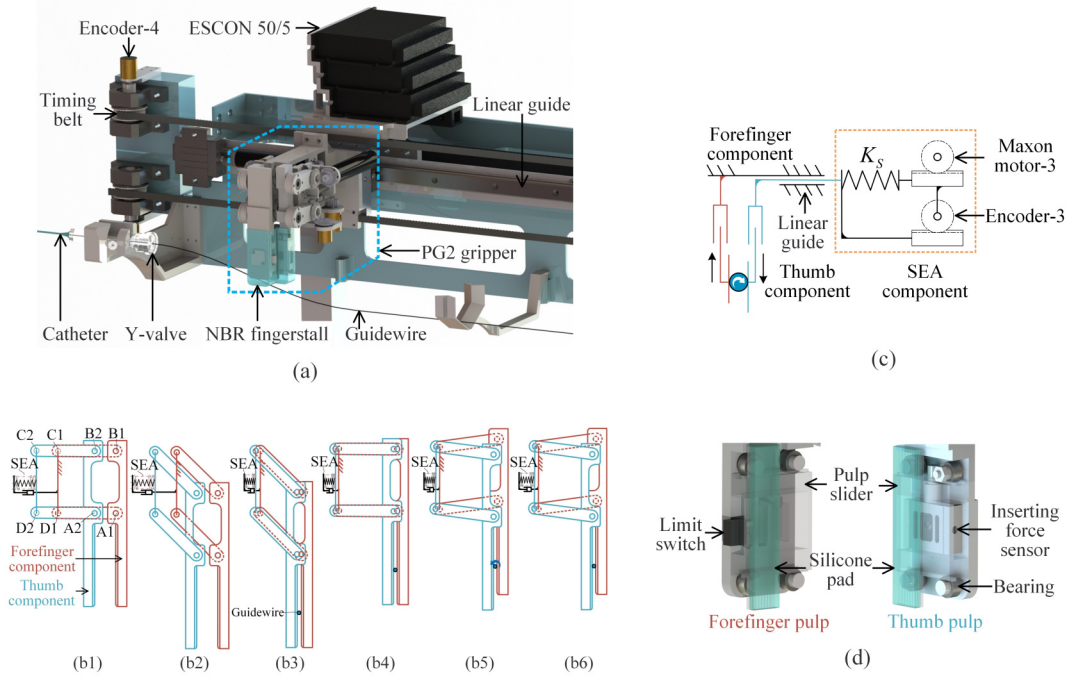 Encoder-4
ESCON 50/5
Timing
belt
Linear guide
PG2 gripper
Catheter
Y-valve
NBR fingerstall
Guidewire
(a)
Forefinger
component
K_S
Maxon
motor-3
Encoder-3
Linear
guide
Thumb
component
SEA
component
(c)
C2
C1
B2
B1
SEA
D2
D1
A2
A1
Forefinger
component
Thumb
component
SEA
SEA
Guidewire
SEA
SEA
SEA
(b1)
(b2)
(b3)
(b4)
(b5)
(b6)
Limit
switch
Pulp
slider
Silicone
pad
Inserting
force
sensor
Bearing
Forefinger pulp
Thumb pulp
(d)